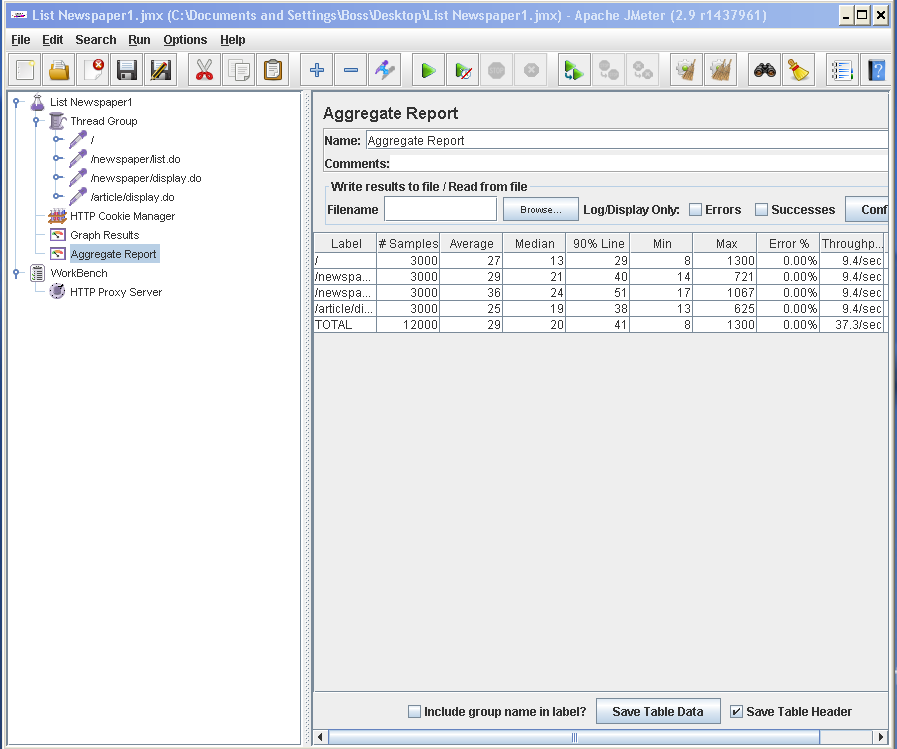 List Newspaper1.jmx (C:\Documents and Settings\Boss\Desktop\List Newspaper1.jmx) - Apache JMeter (2.9 r1437961)
File Edit Search Run Options Help
List Newspaper1
Thread Group
/
/newspaper/list.do
/newspaper/display.do
/article/display.do
HTTP Cookie Manager
Graph Results
Aggregate Report
WorkBench
HTTP Proxy Server
Aggregate Report
Name: Aggregate Report
Comments:
Write results to file / Read from file
Filename Browse... Log/Display Only: Errors Successes Conf
Label # Samples Average Median 90% Line Min Max Error % Throughp...
/ 3000 27 13 29 8 1300 0.00% 9.4/sec
/newspa... 3000 29 21 40 14 721 0.00% 9.4/sec
/newspa... 3000 36 24 51 17 1067 0.00% 9.4/sec
/article/di... 3000 25 19 38 13 625 0.00% 9.4/sec
TOTAL 12000 29 20 41 8 1300 0.00% 37.3/sec
Include group name in label? Save Table Data Save Table Header